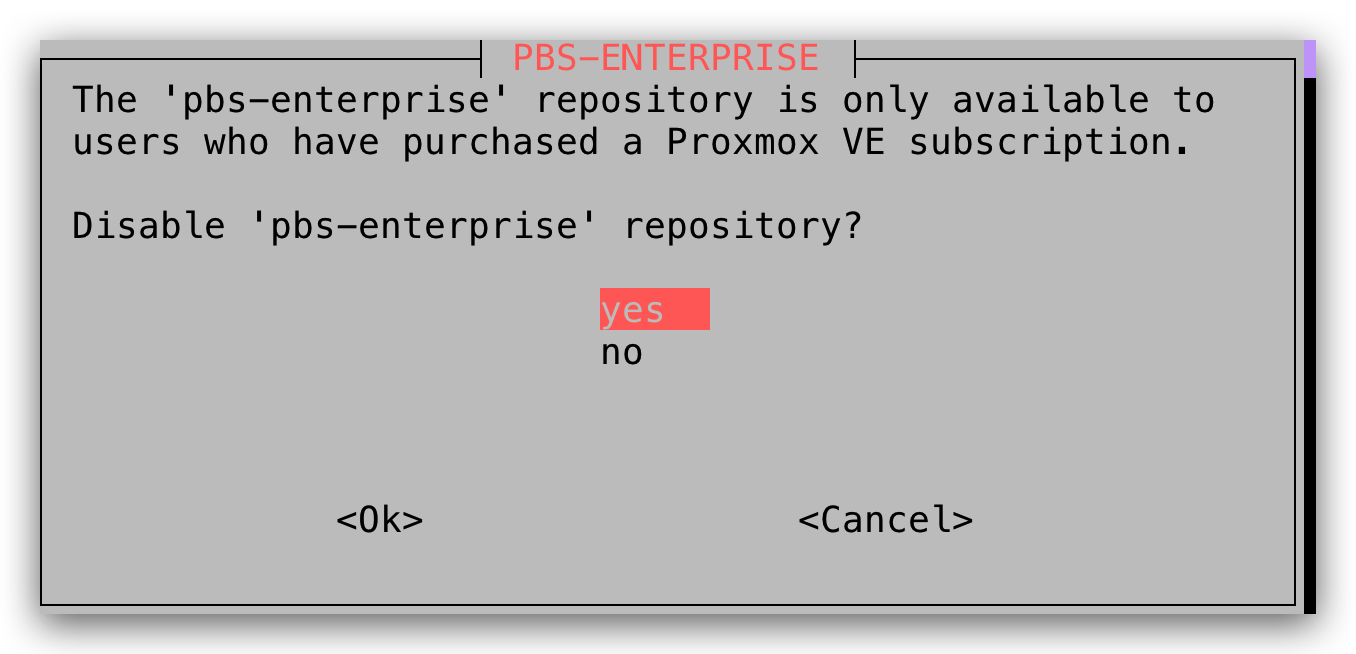 PBS-ENTERPRISE
The 'pbs-enterprise' repository is only available to
users who have purchased a Proxmox VE subscription.
Disable 'pbs-enterprise' repository?
yes
no
<Ok> <Cancel>